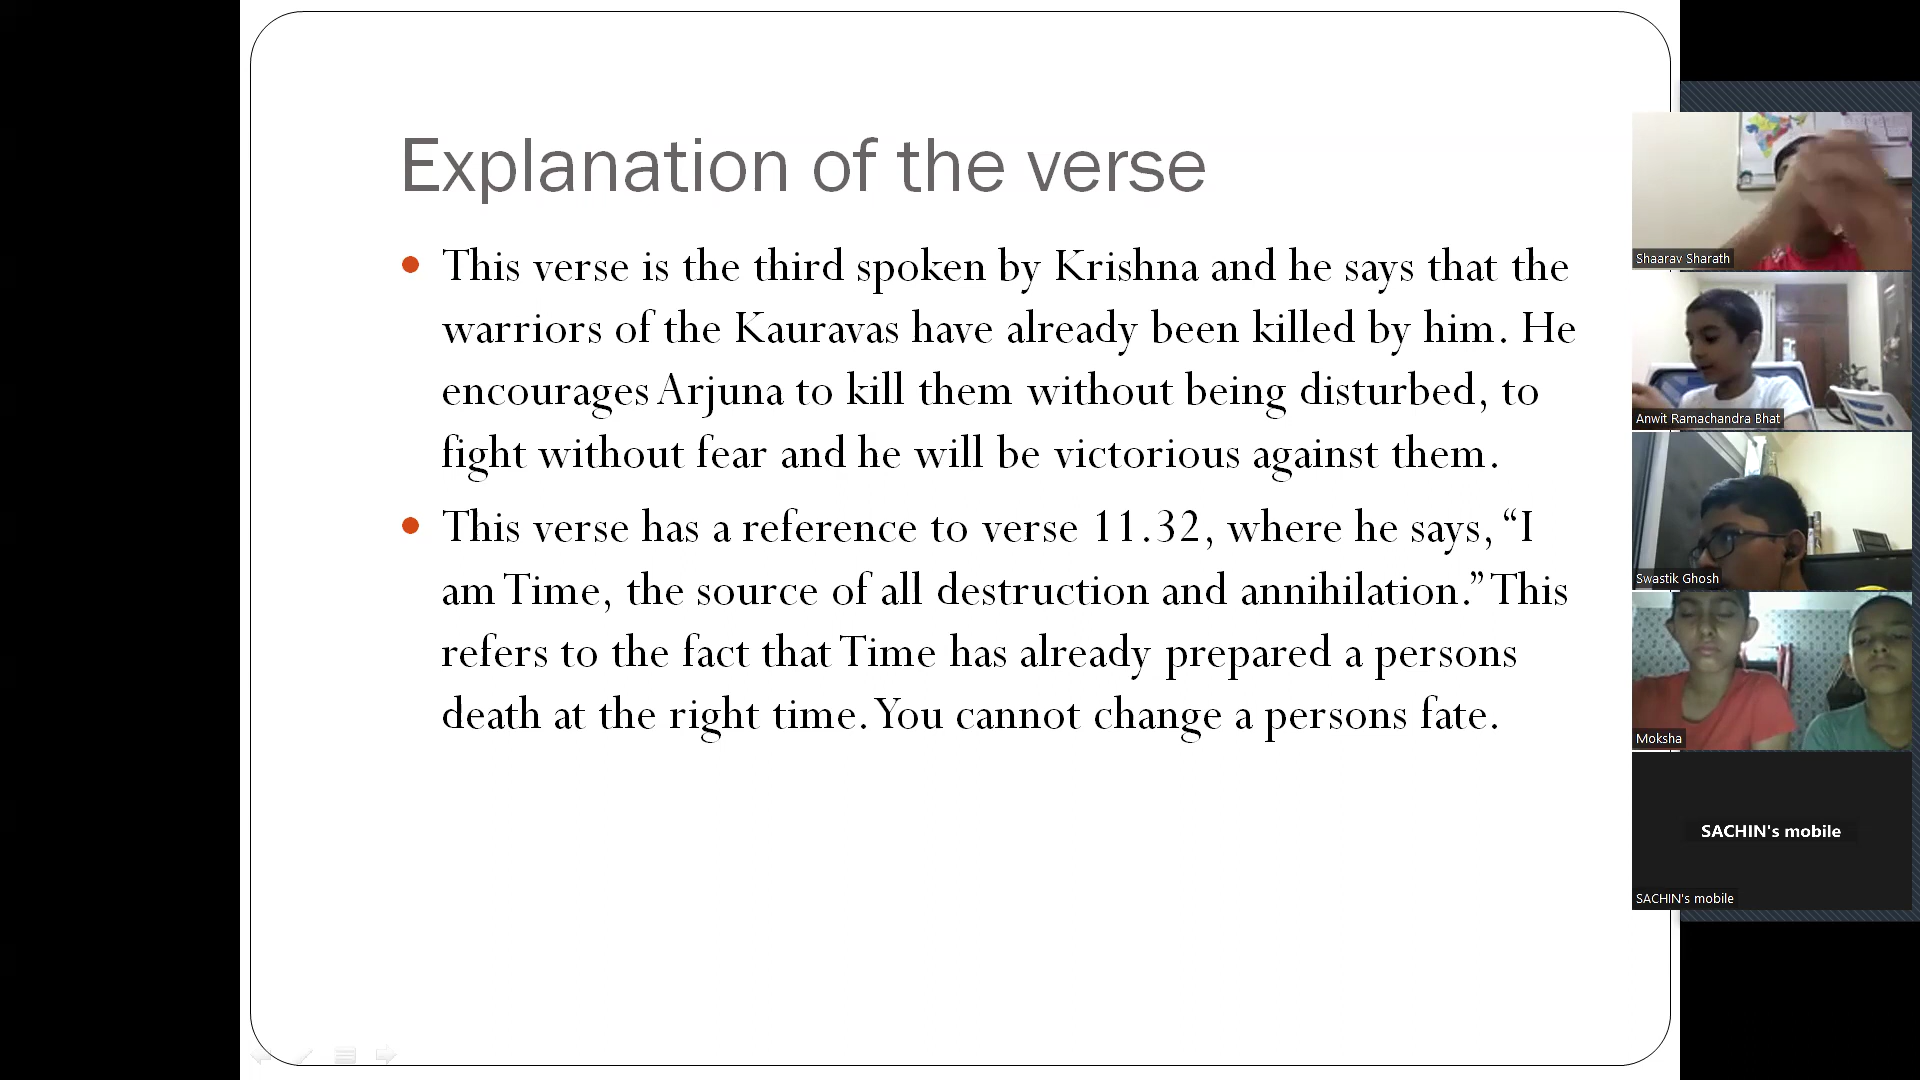 Explanation of the verse
This verse is the third spoken by Krishna and he says that the
warriors of the Kauravas have already been killed by him. He
encourages Arjuna to kill them without being disturbed, to
fight without fear and he will be victorious against them.
This verse has a reference to verse 11.32, where he says, “I
am Time, the source of all destruction and annihilation.” This
refers to the fact that Time has already prepared a persons
death at the right time. You cannot change a persons fate.
Shaarav Sharath
Anwit Ramachandra Bhat
Swastik Ghosh
Moksha
SACHIN's mobile
SACHIN's mobile